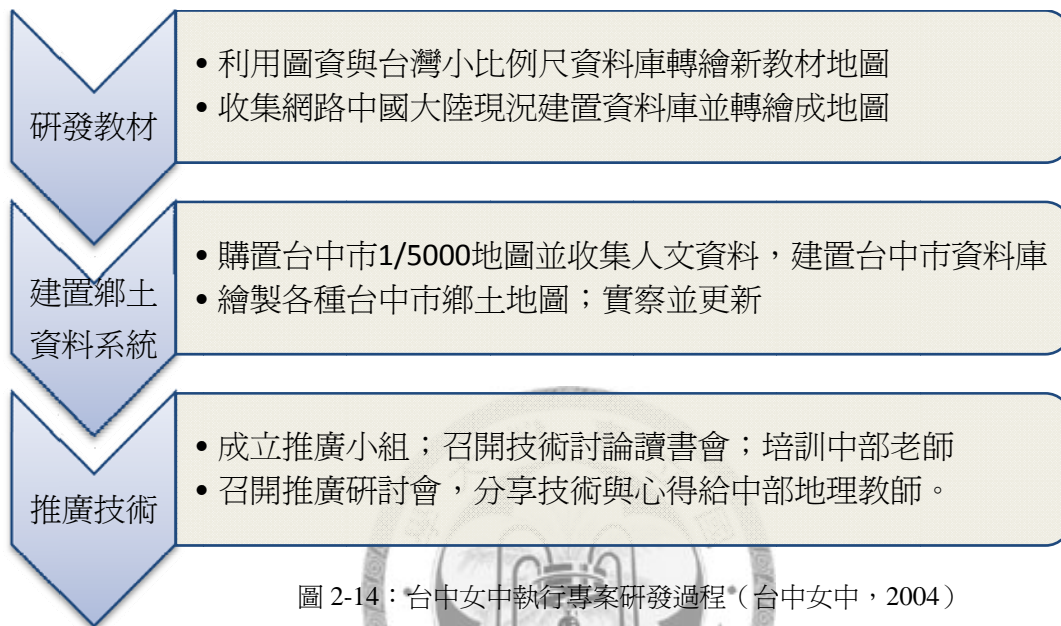 研發教材
• 利用圖資與台灣小比例尺資料庫轉繪新教材地圖
• 收集網路中國大陸現況建置資料庫並轉繪成地圖
建置鄉土
資料系統
• 購置台中市1/5000地圖並收集人文資料，建置台中市資料庫
• 繪製各種台中市鄉土地圖；實察並更新
推廣技術
• 成立推廣小組；召開技術討論讀書會；培訓中部老師
• 召開推廣研討會，分享技術與心得給中部地理教師。
圖 2-14：台中女中執行專案研發過程（台中女中，2004）